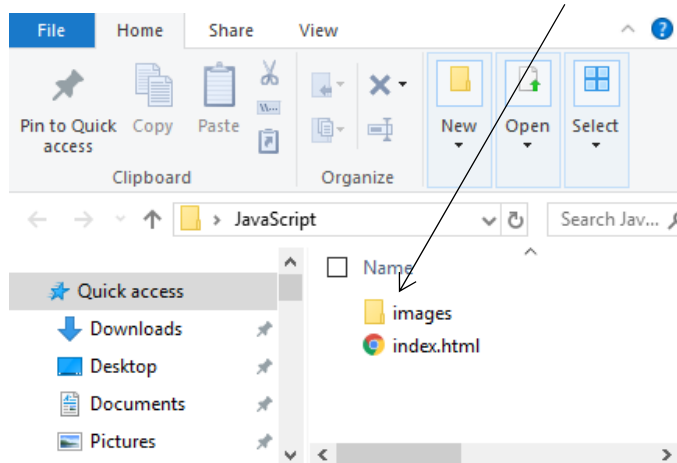 File Home Share View
Pin to Quick access Copy Paste New Open Select
Clipboard Organize
JavaScript Search Jav...
Name
Quick access
images
Downloads
index.html
Desktop
Documents
Pictures